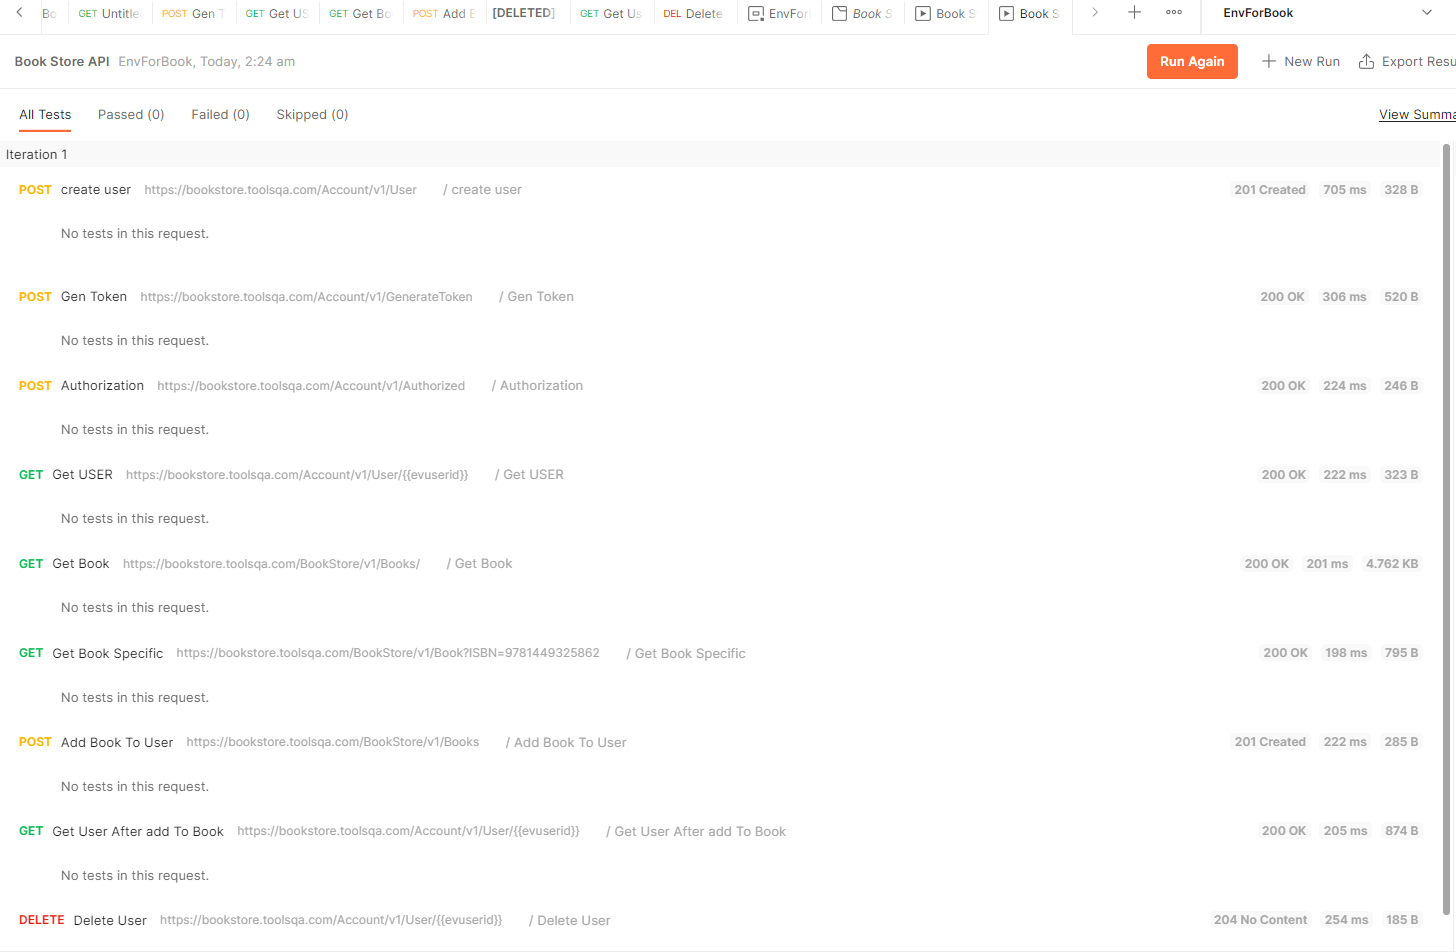 Bo GET Untitle POST Gen T GET Get US GET Get Bo POST Add B [DELETED] GET Get Us DEL Delete EnvFor Book S Book S Book S EnvForBook
Book Store API EnvForBook, Today, 2:24 am Run Again New Run Export Resu
All Tests Passed (0) Failed (0) Skipped (0) View Summa
Iteration 1
POST create user https://bookstore.toolsqa.com/Account/v1/User / create user 201 Created 705 ms 328 B
No tests in this request.
POST Gen Token https://bookstore.toolsqa.com/Account/v1/GenerateToken / Gen Token 200 OK 306 ms 520 B
No tests in this request.
POST Authorization https://bookstore.toolsqa.com/Account/v1/Authorized / Authorization 200 OK 224 ms 246 B
No tests in this request.
GET Get USER https://bookstore.toolsqa.com/Account/v1/User/{{evuserid}} / Get USER 200 OK 222 ms 323 B
No tests in this request.
GET Get Book https://bookstore.toolsqa.com/BookStore/v1/Books/ / Get Book 200 OK 201 ms 4.762 KB
No tests in this request.
GET Get Book Specific https://bookstore.toolsqa.com/BookStore/v1/Book?ISBN=9781449325862 / Get Book Specific 200 OK 198 ms 795 B
No tests in this request.
POST Add Book To User https://bookstore.toolsqa.com/BookStore/v1/Books / Add Book To User 201 Created 222 ms 285 B
No tests in this request.
GET Get User After add To Book https://bookstore.toolsqa.com/Account/v1/User/{{evuserid}} / Get User After add To Book 200 OK 205 ms 874 B
No tests in this request.
DELETE Delete User https://bookstore.toolsqa.com/Account/v1/User/{{evuserid}} / Delete User 204 No Content 254 ms 185 B